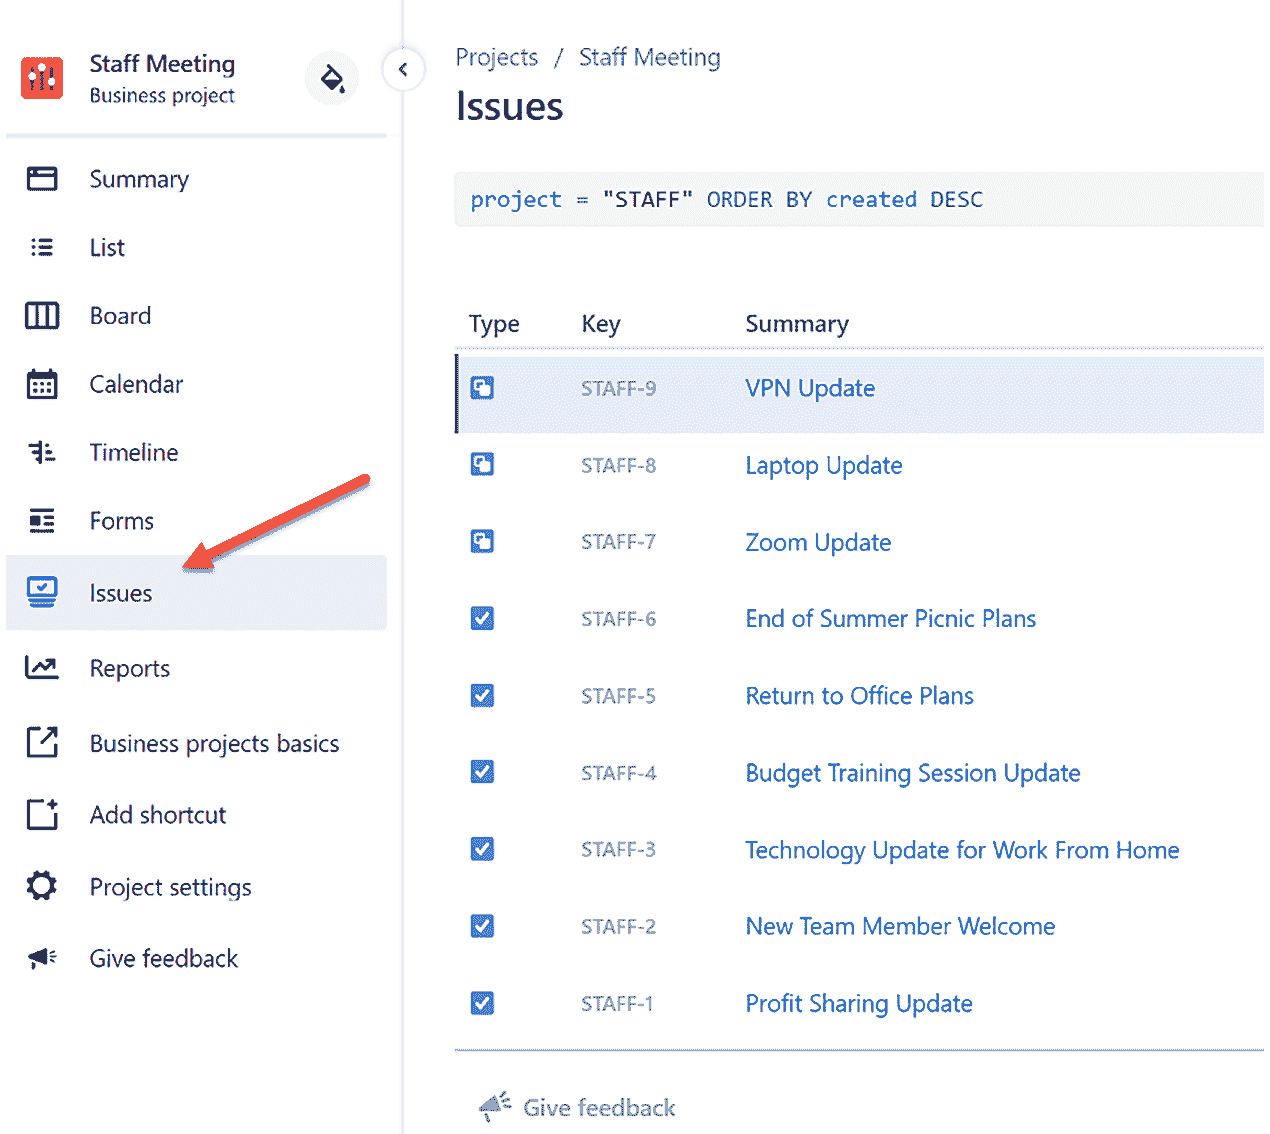 Staff Meeting
Business project
Summary
List
Board
Calendar
Timeline
Forms
Issues
Reports
Business projects basics
Add shortcut
Project settings
Give feedback
Projects / Staff Meeting
Issues
project = "STAFF" ORDER BY created DESC
Type Key Summary
STAFF-9 VPN Update
STAFF-8 Laptop Update
STAFF-7 Zoom Update
STAFF-6 End of Summer Picnic Plans
STAFF-5 Return to Office Plans
STAFF-4 Budget Training Session Update
STAFF-3 Technology Update for Work From Home
STAFF-2 New Team Member Welcome
STAFF-1 Profit Sharing Update
Give feedback